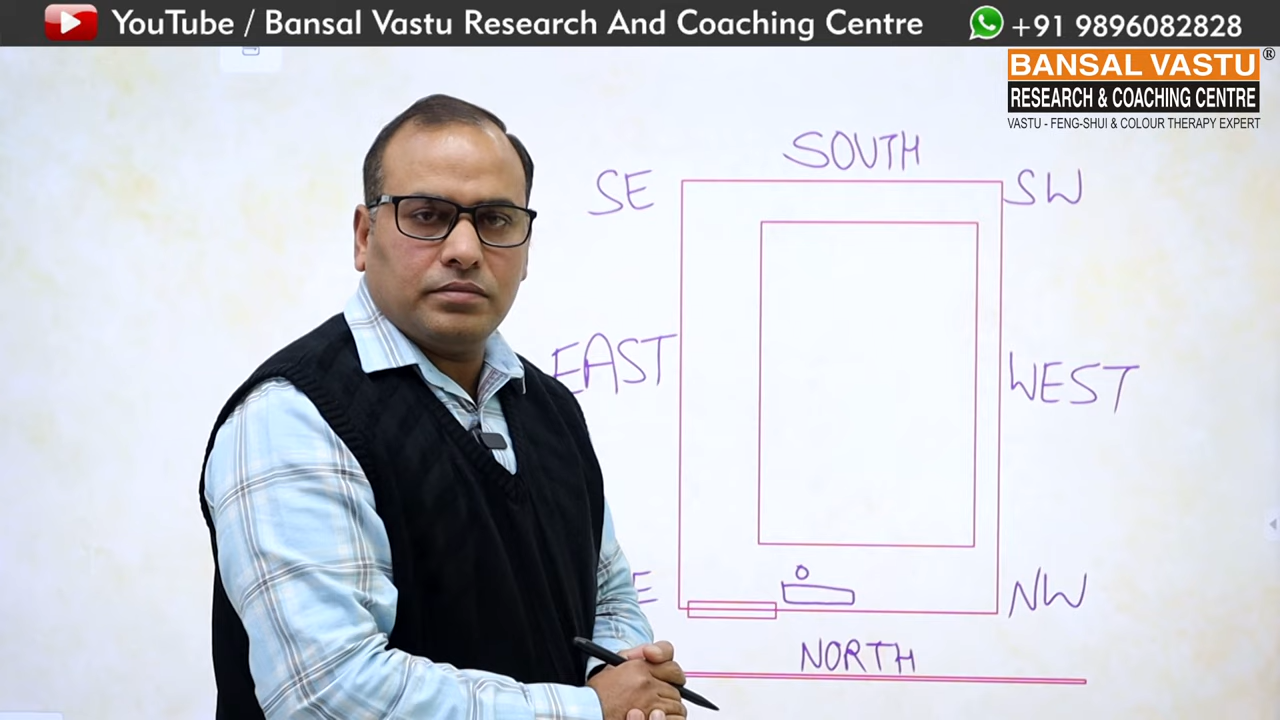 YouTube / Bansal Vastu Research And Coaching Centre +91 9896082828
BANSAL VASTU ®
RESEARCH & COACHING CENTRE
VASTU - FENG-SHUI & COLOUR THERAPY EXPERT
SOUTH
SE SW
EAST WEST
E NW
NORTH